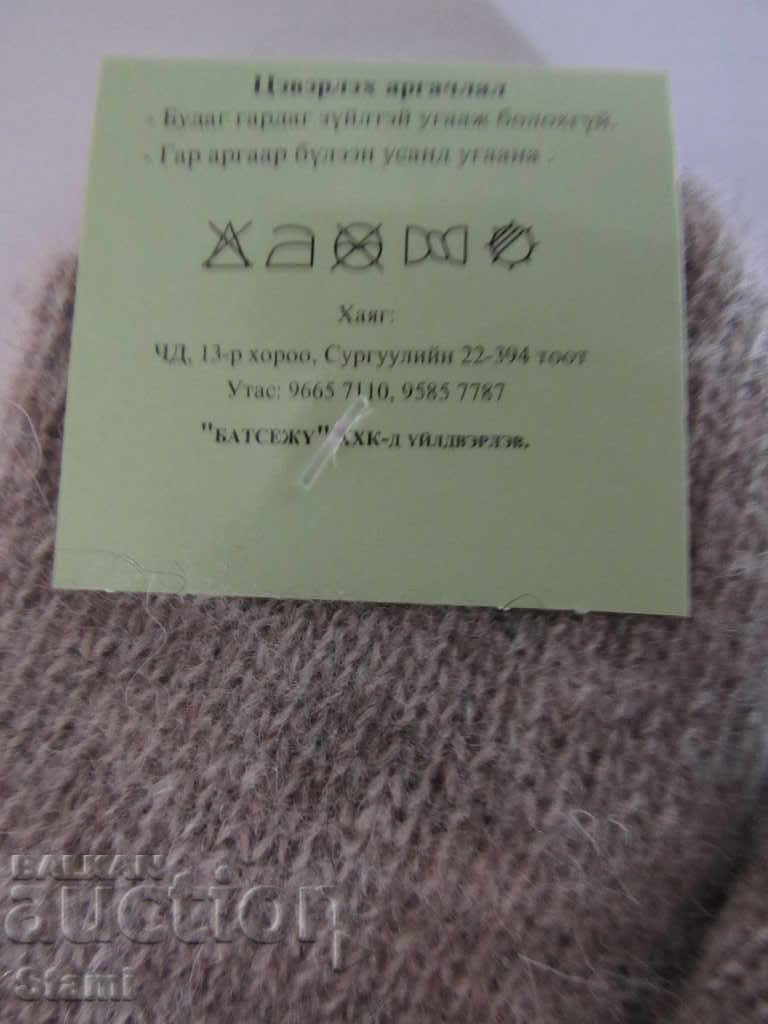 Цэвэрлэх аргачлал
- Будаг гардаг зүйлтэй угааж болохгүй.
- Гар аргаар бүлээн усанд угаана .
Хаяг:
ЧД, 13-р хороо, Сургуулийн 22-394 тоот
Утас: 9665 7110, 9585 7787
"БАТСЕЖҮ" ХХК-д үйлдвэрлэв.
BALKAN
auction
Stami